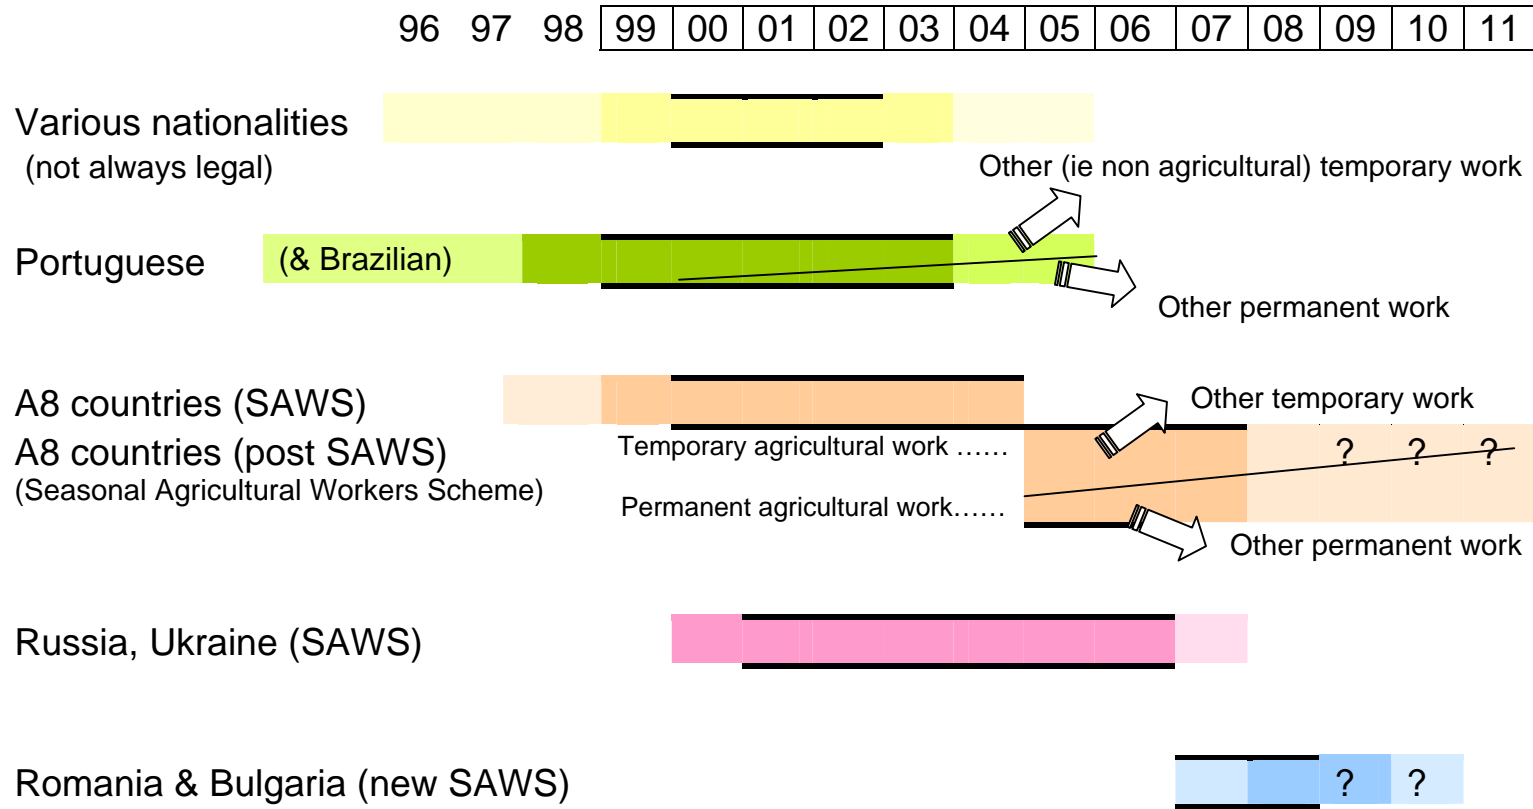 96 97 98 99 00 01 02 03 04 05 06 07 08 09 10 11
Various nationalities
(not always legal)
Other (ie non agricultural) temporary work
Portuguese (& Brazilian)
Other permanent work
A8 countries (SAWS)
Other temporary work
A8 countries (post SAWS) Temporary agricultural work …… ? ? ?
(Seasonal Agricultural Workers Scheme)
Permanent agricultural work……
Other permanent work
Russia, Ukraine (SAWS)
Romania & Bulgaria (new SAWS) ? ?